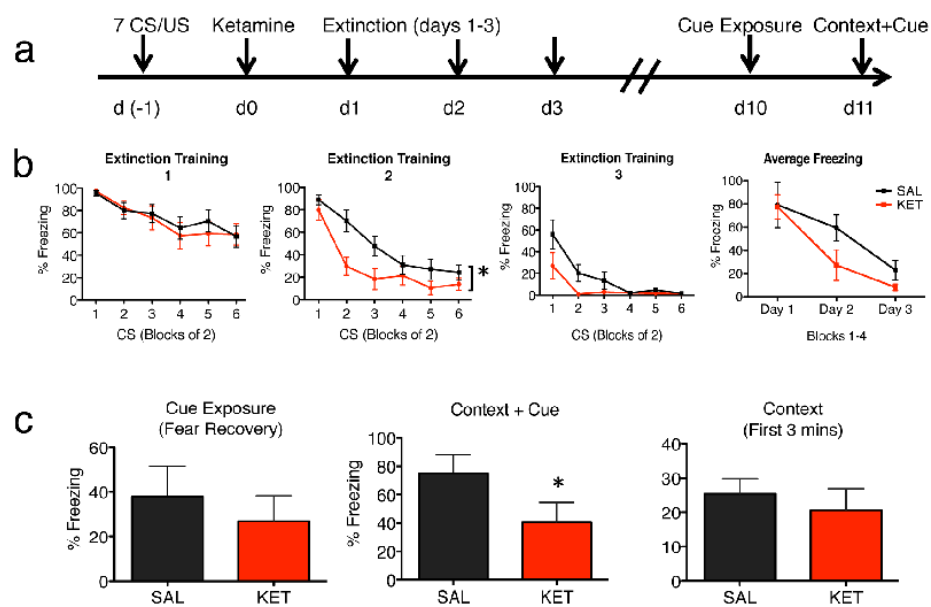 a
7 CS/US Ketamine Extinction (days 1-3) Cue Exposure Context+Cue
d (-1) d0 d1 d2 d3 d10 d11
b
Extinction Training
1
% Freezing
100
80
60
40
20
0
1 2 3 4 5 6
CS (Blocks of 2)
Extinction Training
2
% Freezing
100
80
60
40
20
0
*
1 2 3 4 5 6
CS (Blocks of 2)
Extinction Training
3
% Freezing
100
80
60
40
20
0
1 2 3 4 5 6
CS (Blocks of 2)
Average Freezing
% Freezing
100
80
60
40
20
0
SAL
KET
Day 1 Day 2 Day 3
Blocks 1-4
c
Cue Exposure
(Fear Recovery)
% Freezing
60
40
20
0
SAL KET
Context + Cue
% Freezing
100
80
60
40
20
0
*
SAL KET
Context
(First 3 mins)
40
30
20
10
0
SAL KET